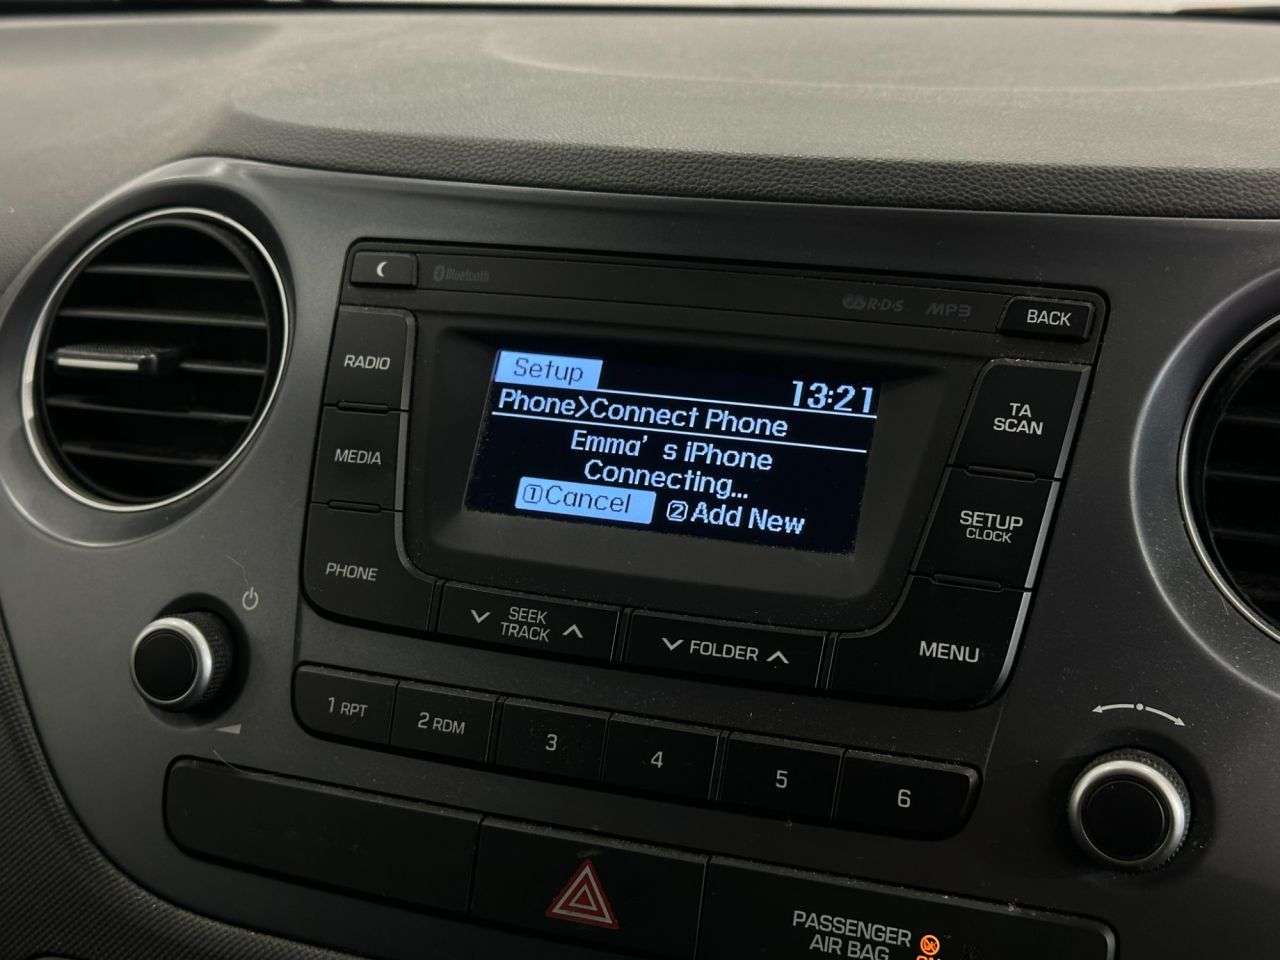 Bluetooth
R·D·S
MP3
BACK
RADIO
MEDIA
PHONE
Setup
13:21
Phone>Connect Phone
Emma's iPhone
Connecting...
①Cancel
②Add New
TA
SCAN
SETUP
CLOCK
SEEK
TRACK
FOLDER
MENU
1 RPT
2 RDM
3
4
5
6
PASSENGER
AIR BAG